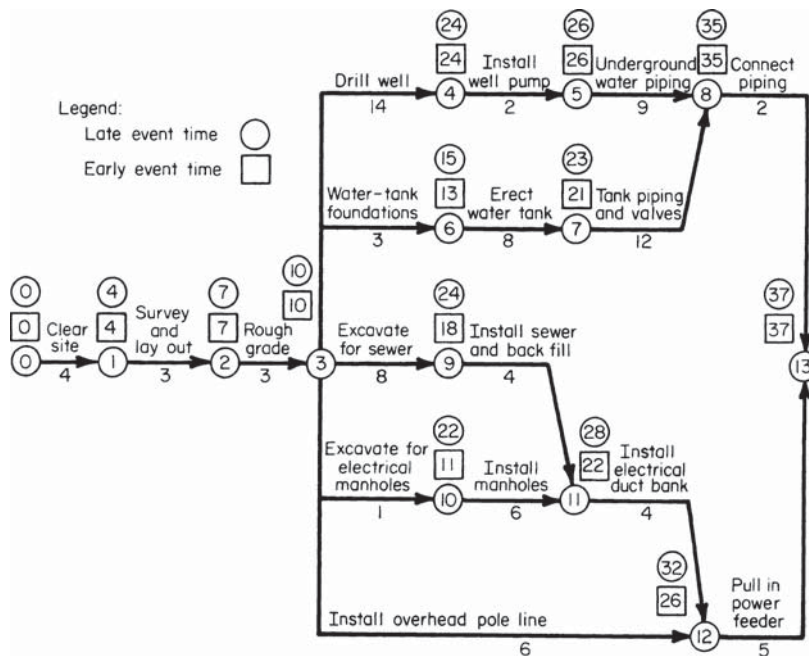 Legend:
Late event time
Early event time
24
24
Drill well
14
4
Install
well pump
2
26
26
5
Underground
water piping
9
35
35
8
Connect
piping
2
15
13
Water-tank
foundations
3
6
Erect
water tank
8
23
21
7
Tank piping
and valves
12
0
0
0
Clear
site
4
4
4
1
Survey
and
lay out
3
7
7
2
Rough
grade
3
10
10
3
Excavate
for sewer
8
24
18
9
Install sewer
and back fill
4
37
37
13
Excavate for
electrical
manholes
1
22
11
10
Install
manholes
6
28
22
11
Install
electrical
duct bank
4
Install overhead pole line
6
32
26
12
Pull in
power
feeder
5